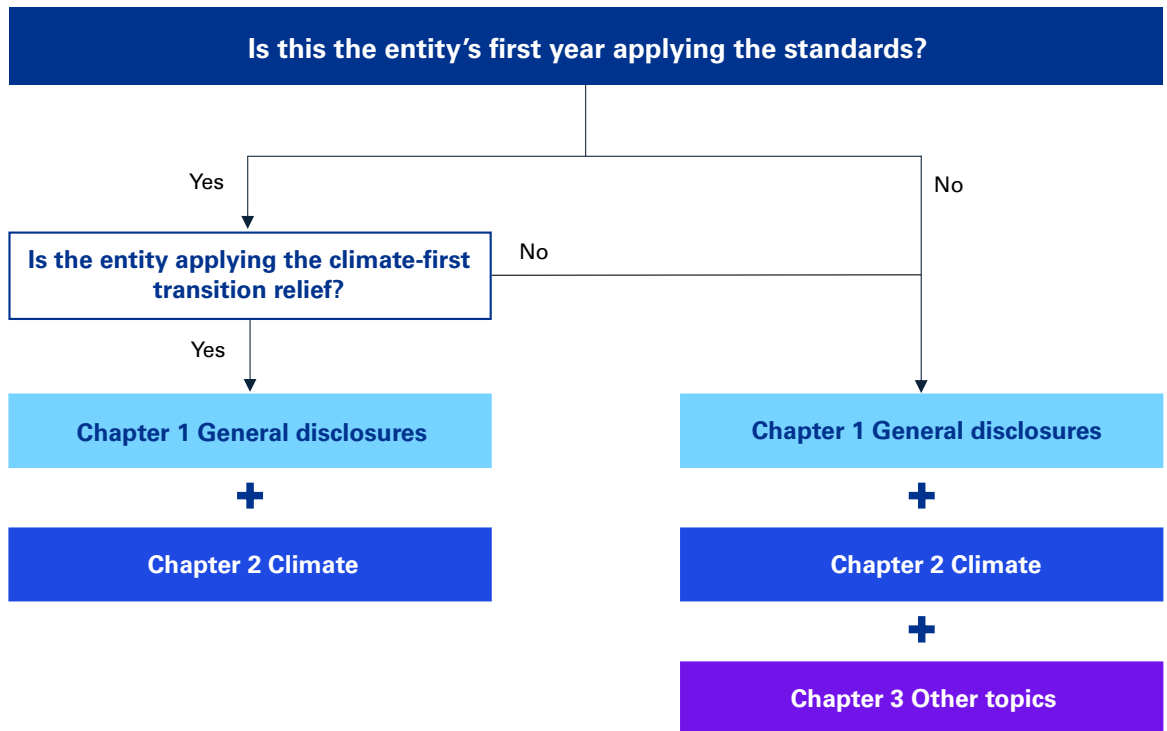 Is this the entity’s first year applying the standards?
Yes
No
Is the entity applying the climate-first
transition relief?
No
Yes
Chapter 1 General disclosures
+
Chapter 2 Climate
Chapter 1 General disclosures
+
Chapter 2 Climate
+
Chapter 3 Other topics